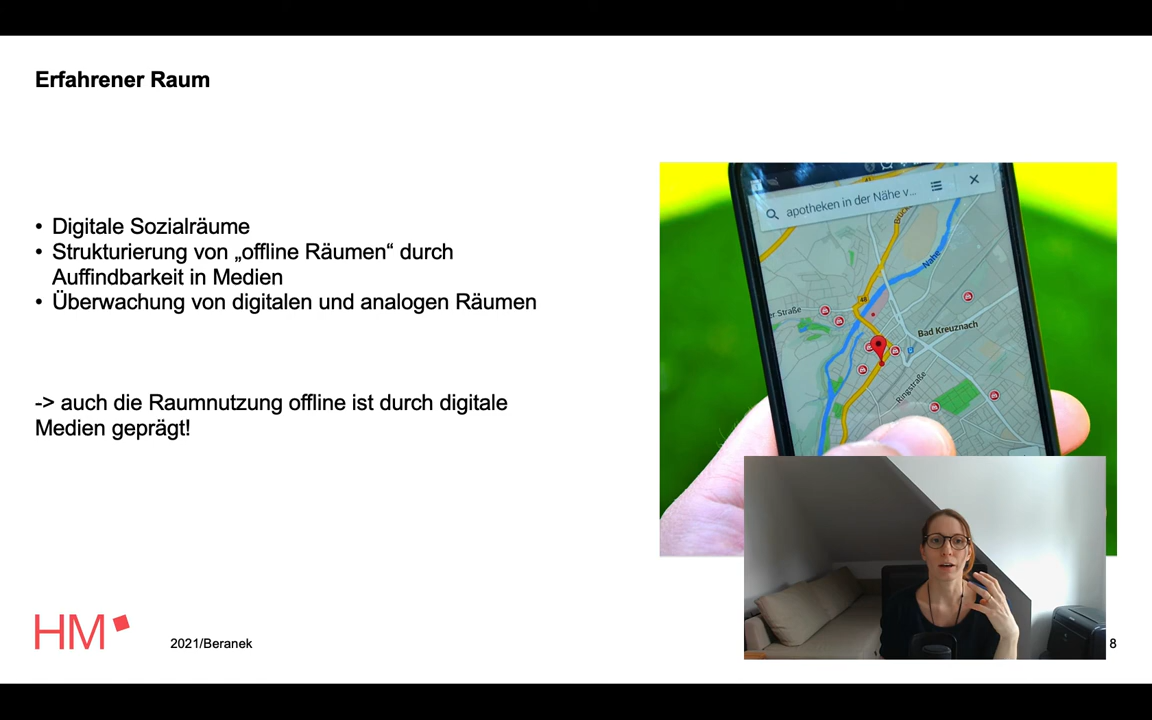 Erfahrener Raum
• Digitale Sozialräume
• Strukturierung von „offline Räumen“ durch
Auffindbarkeit in Medien
• Überwachung von digitalen und analogen Räumen
-> auch die Raumnutzung offline ist durch digitale
Medien geprägt!
apotheken in der Nähe v...
Nahe
48
er Straße
Bad Kreuznach
Ringstraße
HM
2021/Beranek
8